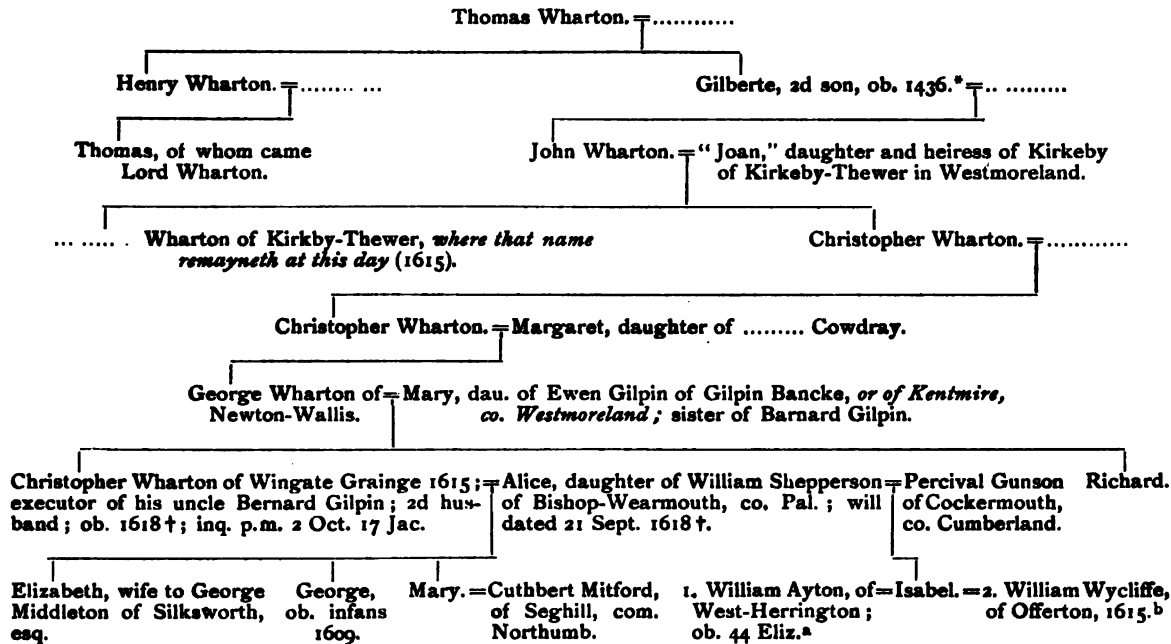 Thomas Wharton. = ............
Henry Wharton. = ........ ...
Gilberte, 2d son, ob. 1436.* = .. .........
Thomas, of whom came
Lord Wharton.
John Wharton. = "Joan," daughter and heiress of Kirkeby
of Kirkeby-Thewer in Westmoreland.
... ..... . Wharton of Kirkby-Thewer, where that name
remayneth at this day (1615).
Christopher Wharton. = ............
Christopher Wharton. = Margaret, daughter of ......... Cowdray.
George Wharton of
Newton-Wallis.
= Mary, dau. of Ewen Gilpin of Gilpin Bancke, or of Kentmire,
co. Westmoreland; sister of Barnard Gilpin.
Christopher Wharton of Wingate Grainge 1615;
executor of his uncle Bernard Gilpin; 2d hus-
band; ob. 1618†; inq. p.m. 2 Oct. 17 Jac.
= Alice, daughter of William Shepperson
of Bishop-Wearmouth, co. Pal.; will
dated 21 Sept. 1618†.
= Percival Gunson
of Cockermouth,
co. Cumberland.
Richard.
Elizabeth, wife to George
Middleton of Silksworth,
esq.
George,
ob. infans
1609.
Mary. = Cuthbert Mitford,
of Seghill, com.
Northumb.
1. William Ayton, of
West-Herrington;
ob. 44 Eliz.a
= Isabel. = 2. William Wycliffe,
of Offerton, 1615.b